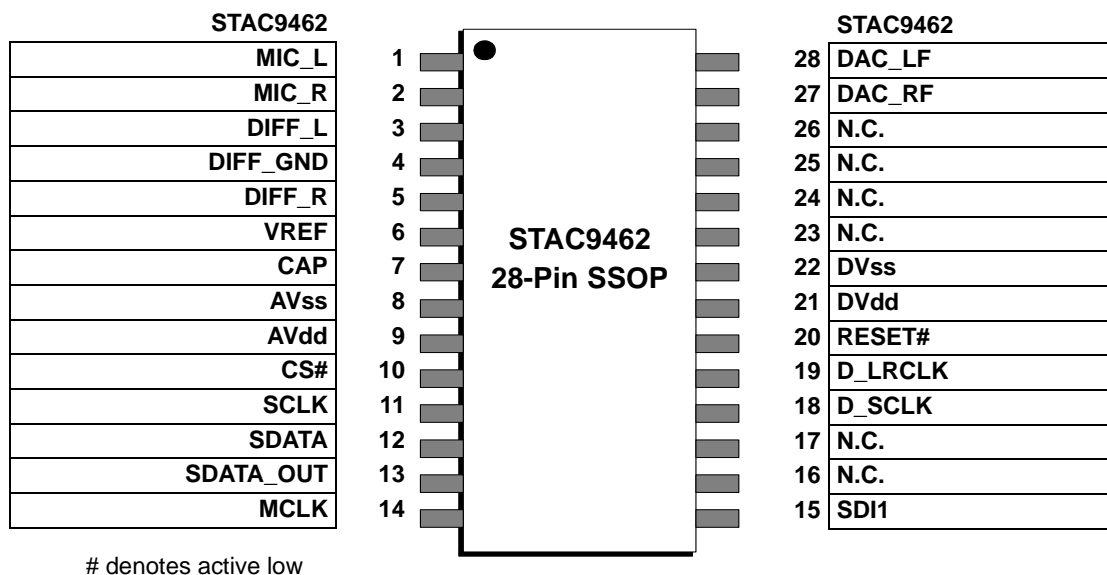 STAC9462 STAC9462
MIC_L 1 28 DAC_LF
MIC_R 2 27 DAC_RF
DIFF_L 3 26 N.C.
DIFF_GND 4 25 N.C.
DIFF_R 5 24 N.C.
VREF 6 23 N.C.
CAP 7 22 DVss
AVss 8 21 DVdd
AVdd 9 20 RESET#
CS# 10 19 D_LRCLK
SCLK 11 18 D_SCLK
SDATA 12 17 N.C.
SDATA_OUT 13 16 N.C.
MCLK 14 15 SDI1
STAC9462
28-Pin SSOP
# denotes active low